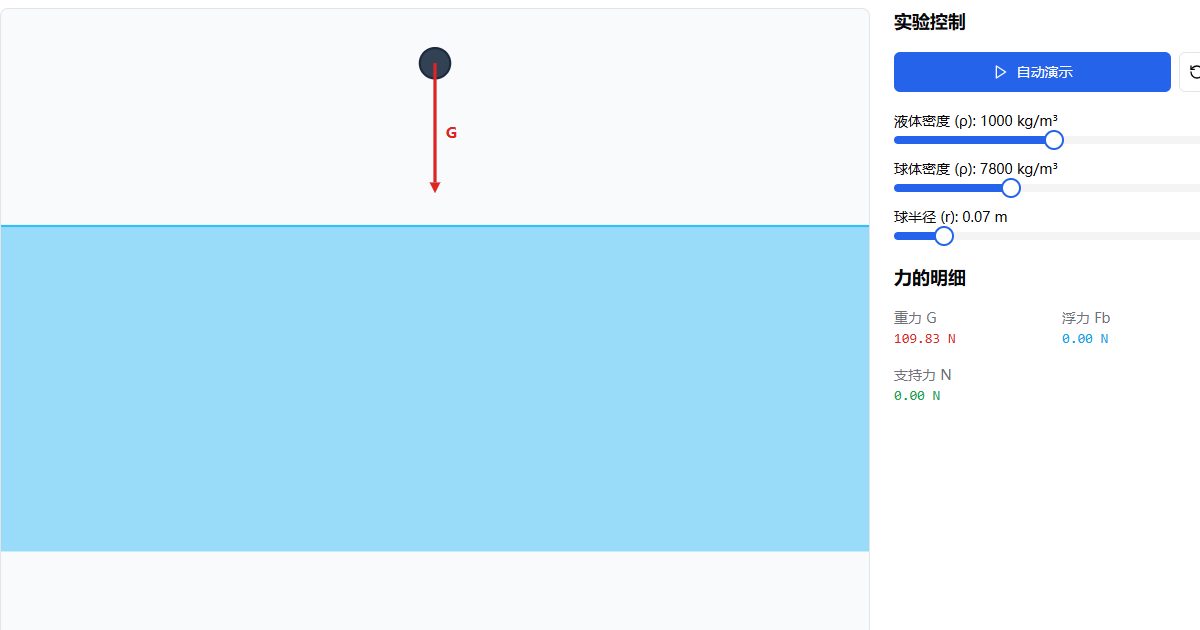 G
实验控制
自动演示
液体密度 (ρ): 1000 kg/m³
球体密度 (ρ): 7800 kg/m³
球半径 (r): 0.07 m
力的明细
重力 G
109.83 N
浮力 Fb
0.00 N
支持力 N
0.00 N